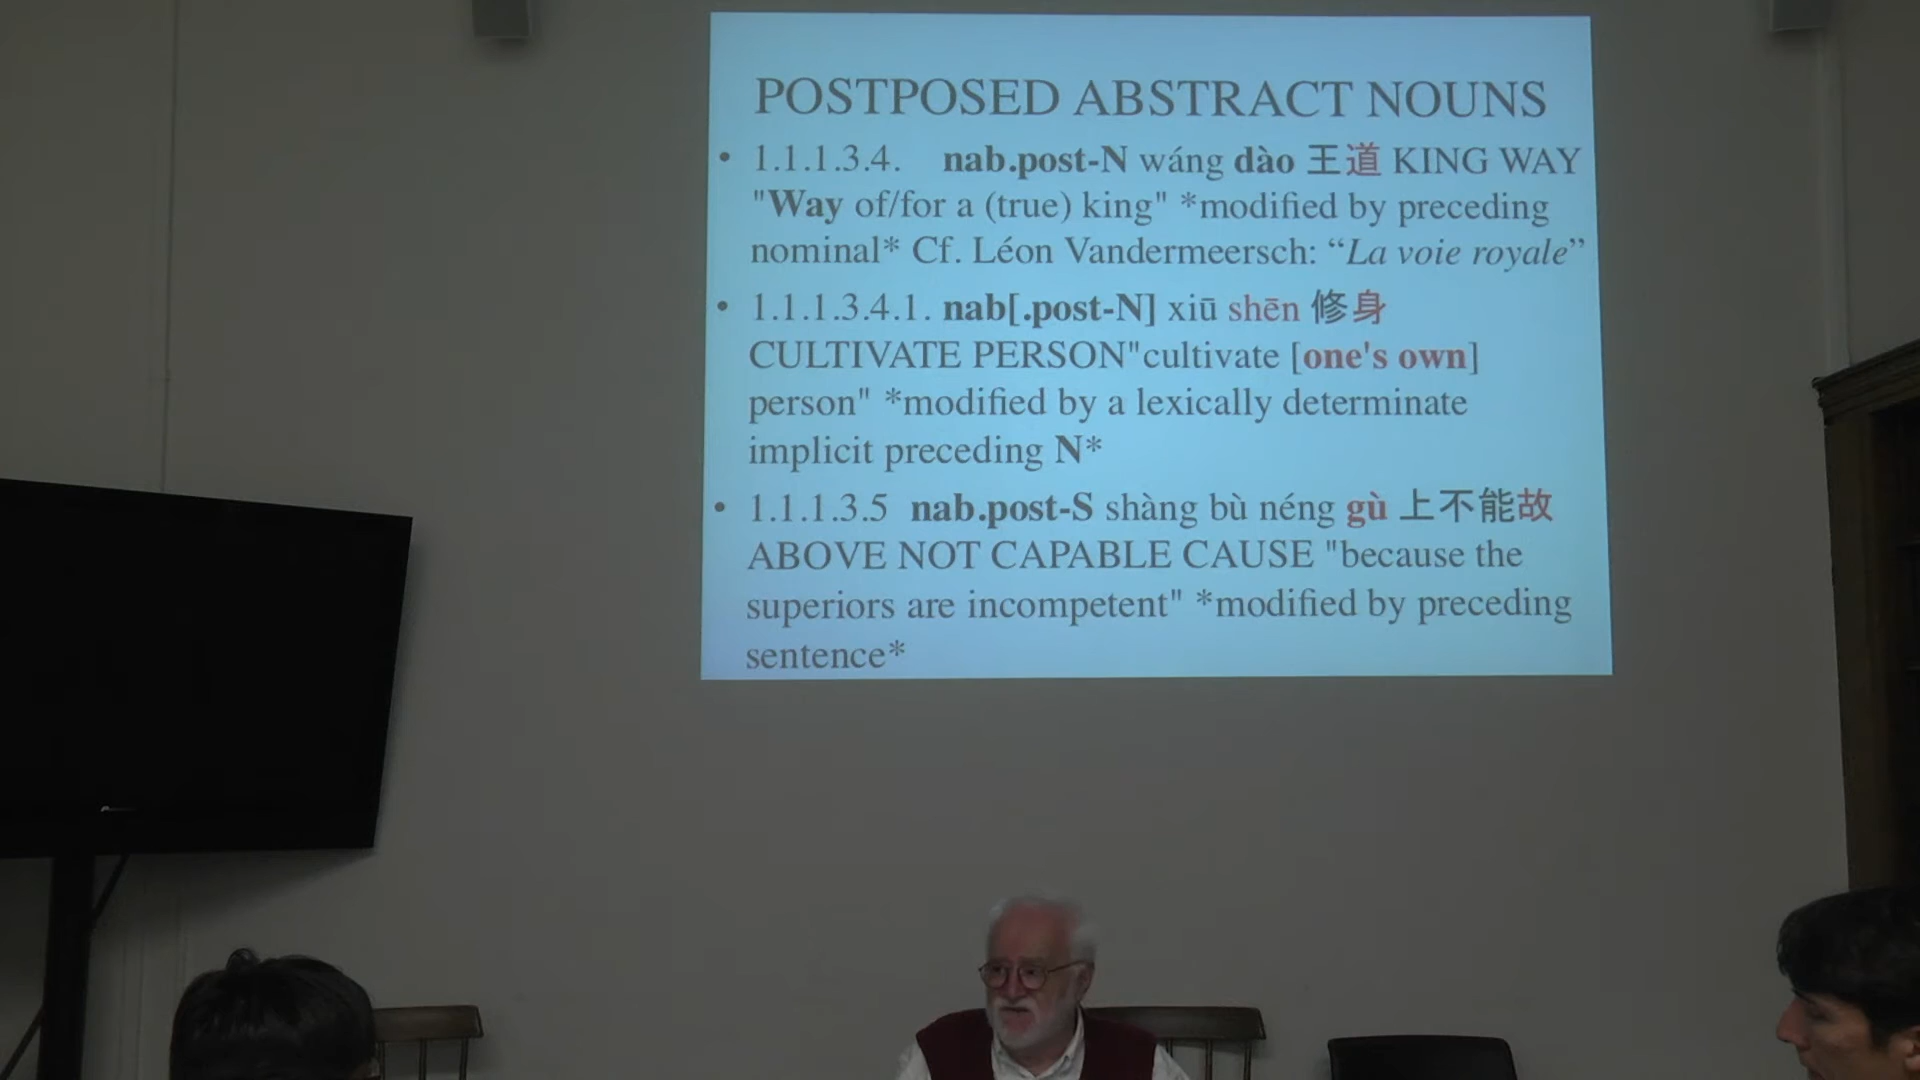 POSTPOSED ABSTRACT NOUNS
• 1.1.1.3.4. nab.post-N wáng dào 王道 KING WAY
"Way of/for a (true) king" *modified by preceding
nominal* Cf. Léon Vandermeersch: “La voie royale”
• 1.1.1.3.4.1. nab[.post-N] xiū shēn 修身
CULTIVATE PERSON"cultivate [one's own]
person" *modified by a lexically determinate
implicit preceding N*
• 1.1.1.3.5 nab.post-S shàng bù néng gù 上不能故
ABOVE NOT CAPABLE CAUSE "because the
superiors are incompetent" *modified by preceding
sentence*